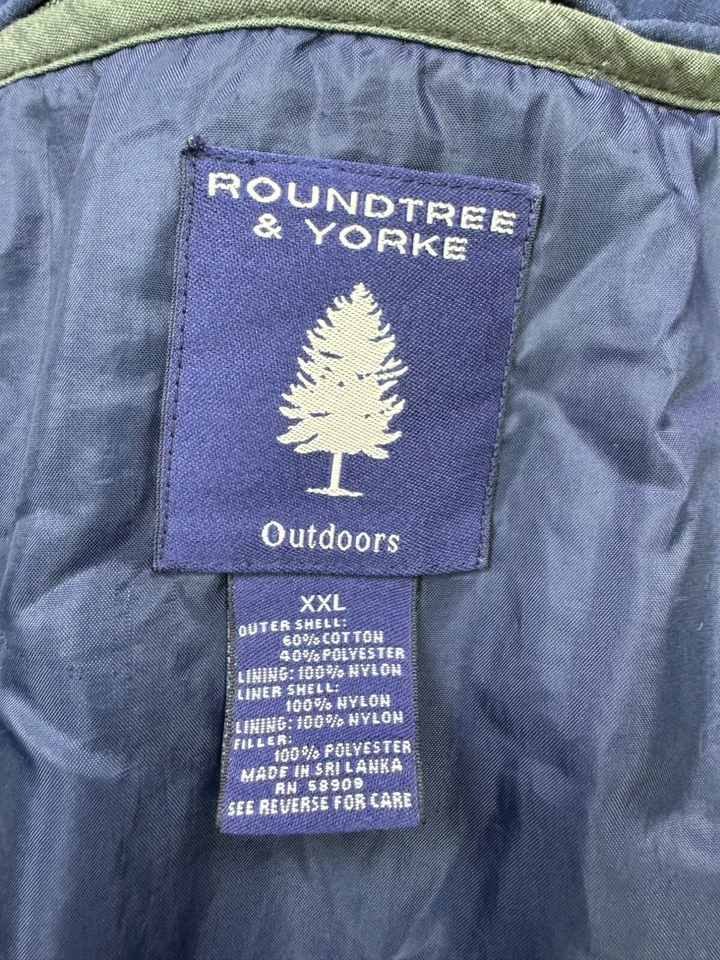 ROUNDTREE
& YORKE
Outdoors
XXL
OUTER SHELL:
60% COTTON
40% POLYESTER
LINING: 100% NYLON
LINER SHELL:
100% NYLON
LINING: 100% NYLON
FILLER:
100% POLYESTER
MADE IN SRI LANKA
RN 58909
SEE REVERSE FOR CARE